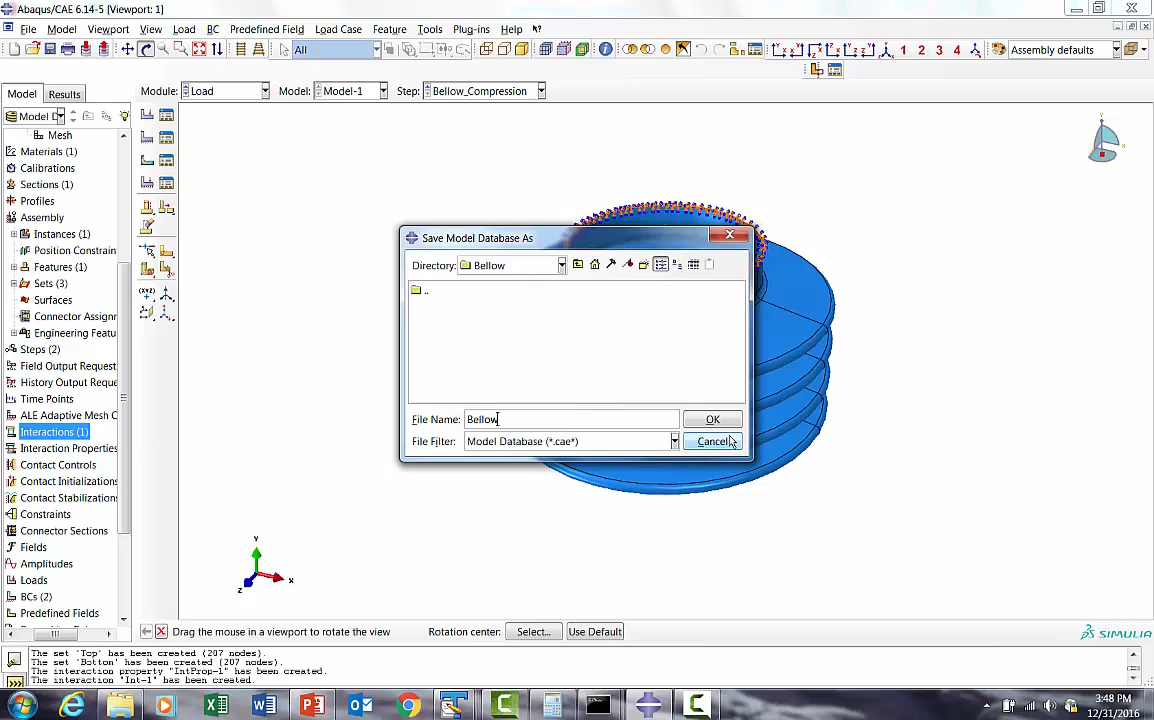 Abaqus/CAE 6.14-5 [Viewport: 1]
File Model Viewport View Load BC Predefined Field Load Case Feature Tools Plug-ins Help
All
1 2 3 4
Assembly defaults
Model Results
Module: Load Model: Model-1 Step: Bellow_Compression
Model D
Mesh
Materials (1)
Calibrations
Sections (1)
Profiles
Assembly
Instances (1)
Position Constrain
Features (1)
Sets (3)
Surfaces
Connector Assignm
Engineering Featu
Steps (2)
Field Output Request
History Output Reque
Time Points
ALE Adaptive Mesh C
Interactions (1)
Interaction Properties
Contact Controls
Contact Initializations
Contact Stabilizations
Constraints
Connector Sections
Fields
Amplitudes
Loads
BCs (2)
Predefined Fields
Save Model Database As
Directory: Bellow
..
File Name: Bellow
OK
File Filter: Model Database (*.cae*)
Cancel
Y
X
Z
Drag the mouse in a viewport to rotate the view
Rotation center: Select... Use Default
SIMULIA
The set 'Top' has been created (207 nodes).
The set 'Botton' has been created (207 nodes).
The interaction property "IntProp-1" has been created.
The interaction "Int-1" has been created.
>>>
3:48 PM
12/31/2016